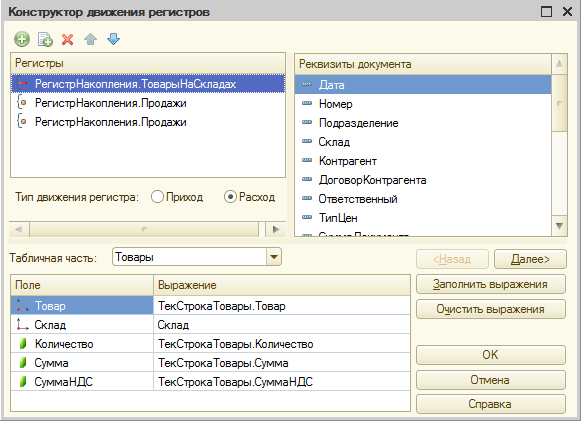 Конструктор движения регистров
Регистры
РегистрНакопления.ТоварыНаСкладах
РегистрНакопления.Продажи
РегистрНакопления.Продажи
Тип движения регистра: Приход Расход
Реквизиты документа
Дата
Номер
Подразделение
Склад
Контрагент
ДоговорКонтрагента
Ответственный
ТипЦен
СуммаДокумента
Табличная часть: Товары
<Назад Далее>
Поле Выражение
Товар ТекСтрокаТовары.Товар
Склад Склад
Количество ТекСтрокаТовары.Количество
Сумма ТекСтрокаТовары.Сумма
СуммаНДС ТекСтрокаТовары.СуммаНДС
Заполнить выражения
Очистить выражения
ОК
Отмена
Справка